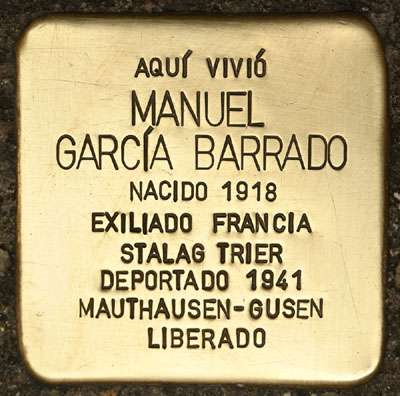 AQUÍ VIVIÓ
MANUEL
GARCÍA BARRADO
NACIDO 1918
EXILIADO FRANCIA
STALAG TRIER
DEPORTADO 1941
MAUTHAUSEN-GUSEN
LIBERADO